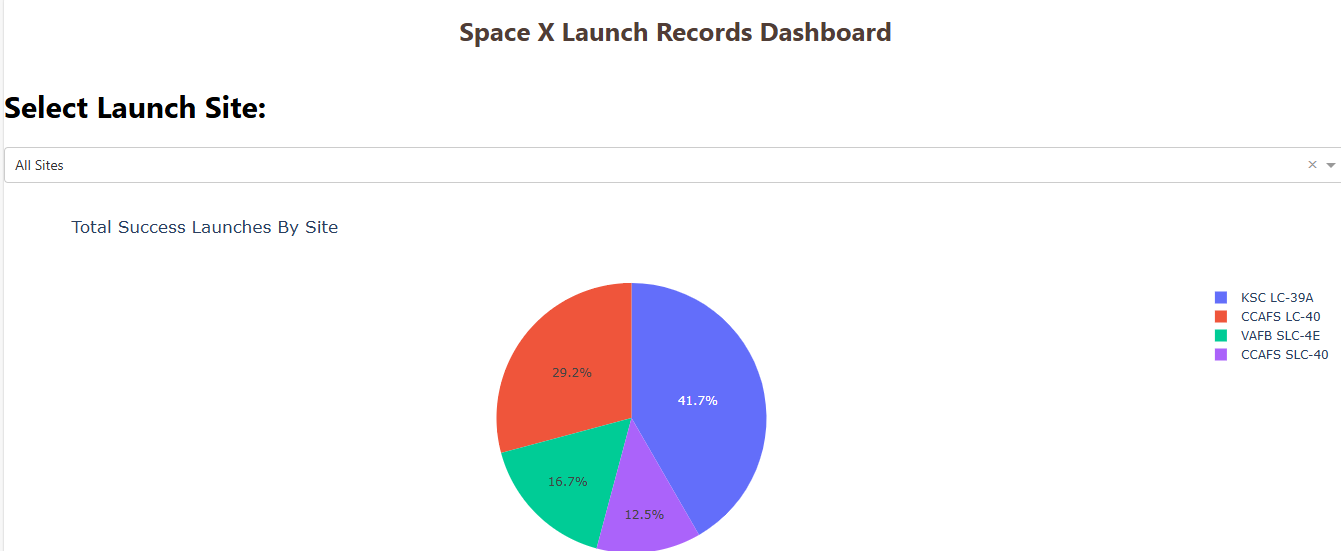 Space X Launch Records Dashboard
Select Launch Site:
All Sites
Total Success Launches By Site
KSC LC-39A
CCAFS LC-40
VAFB SLC-4E
CCAFS SLC-40
29.2%
41.7%
16.7%
12.5%